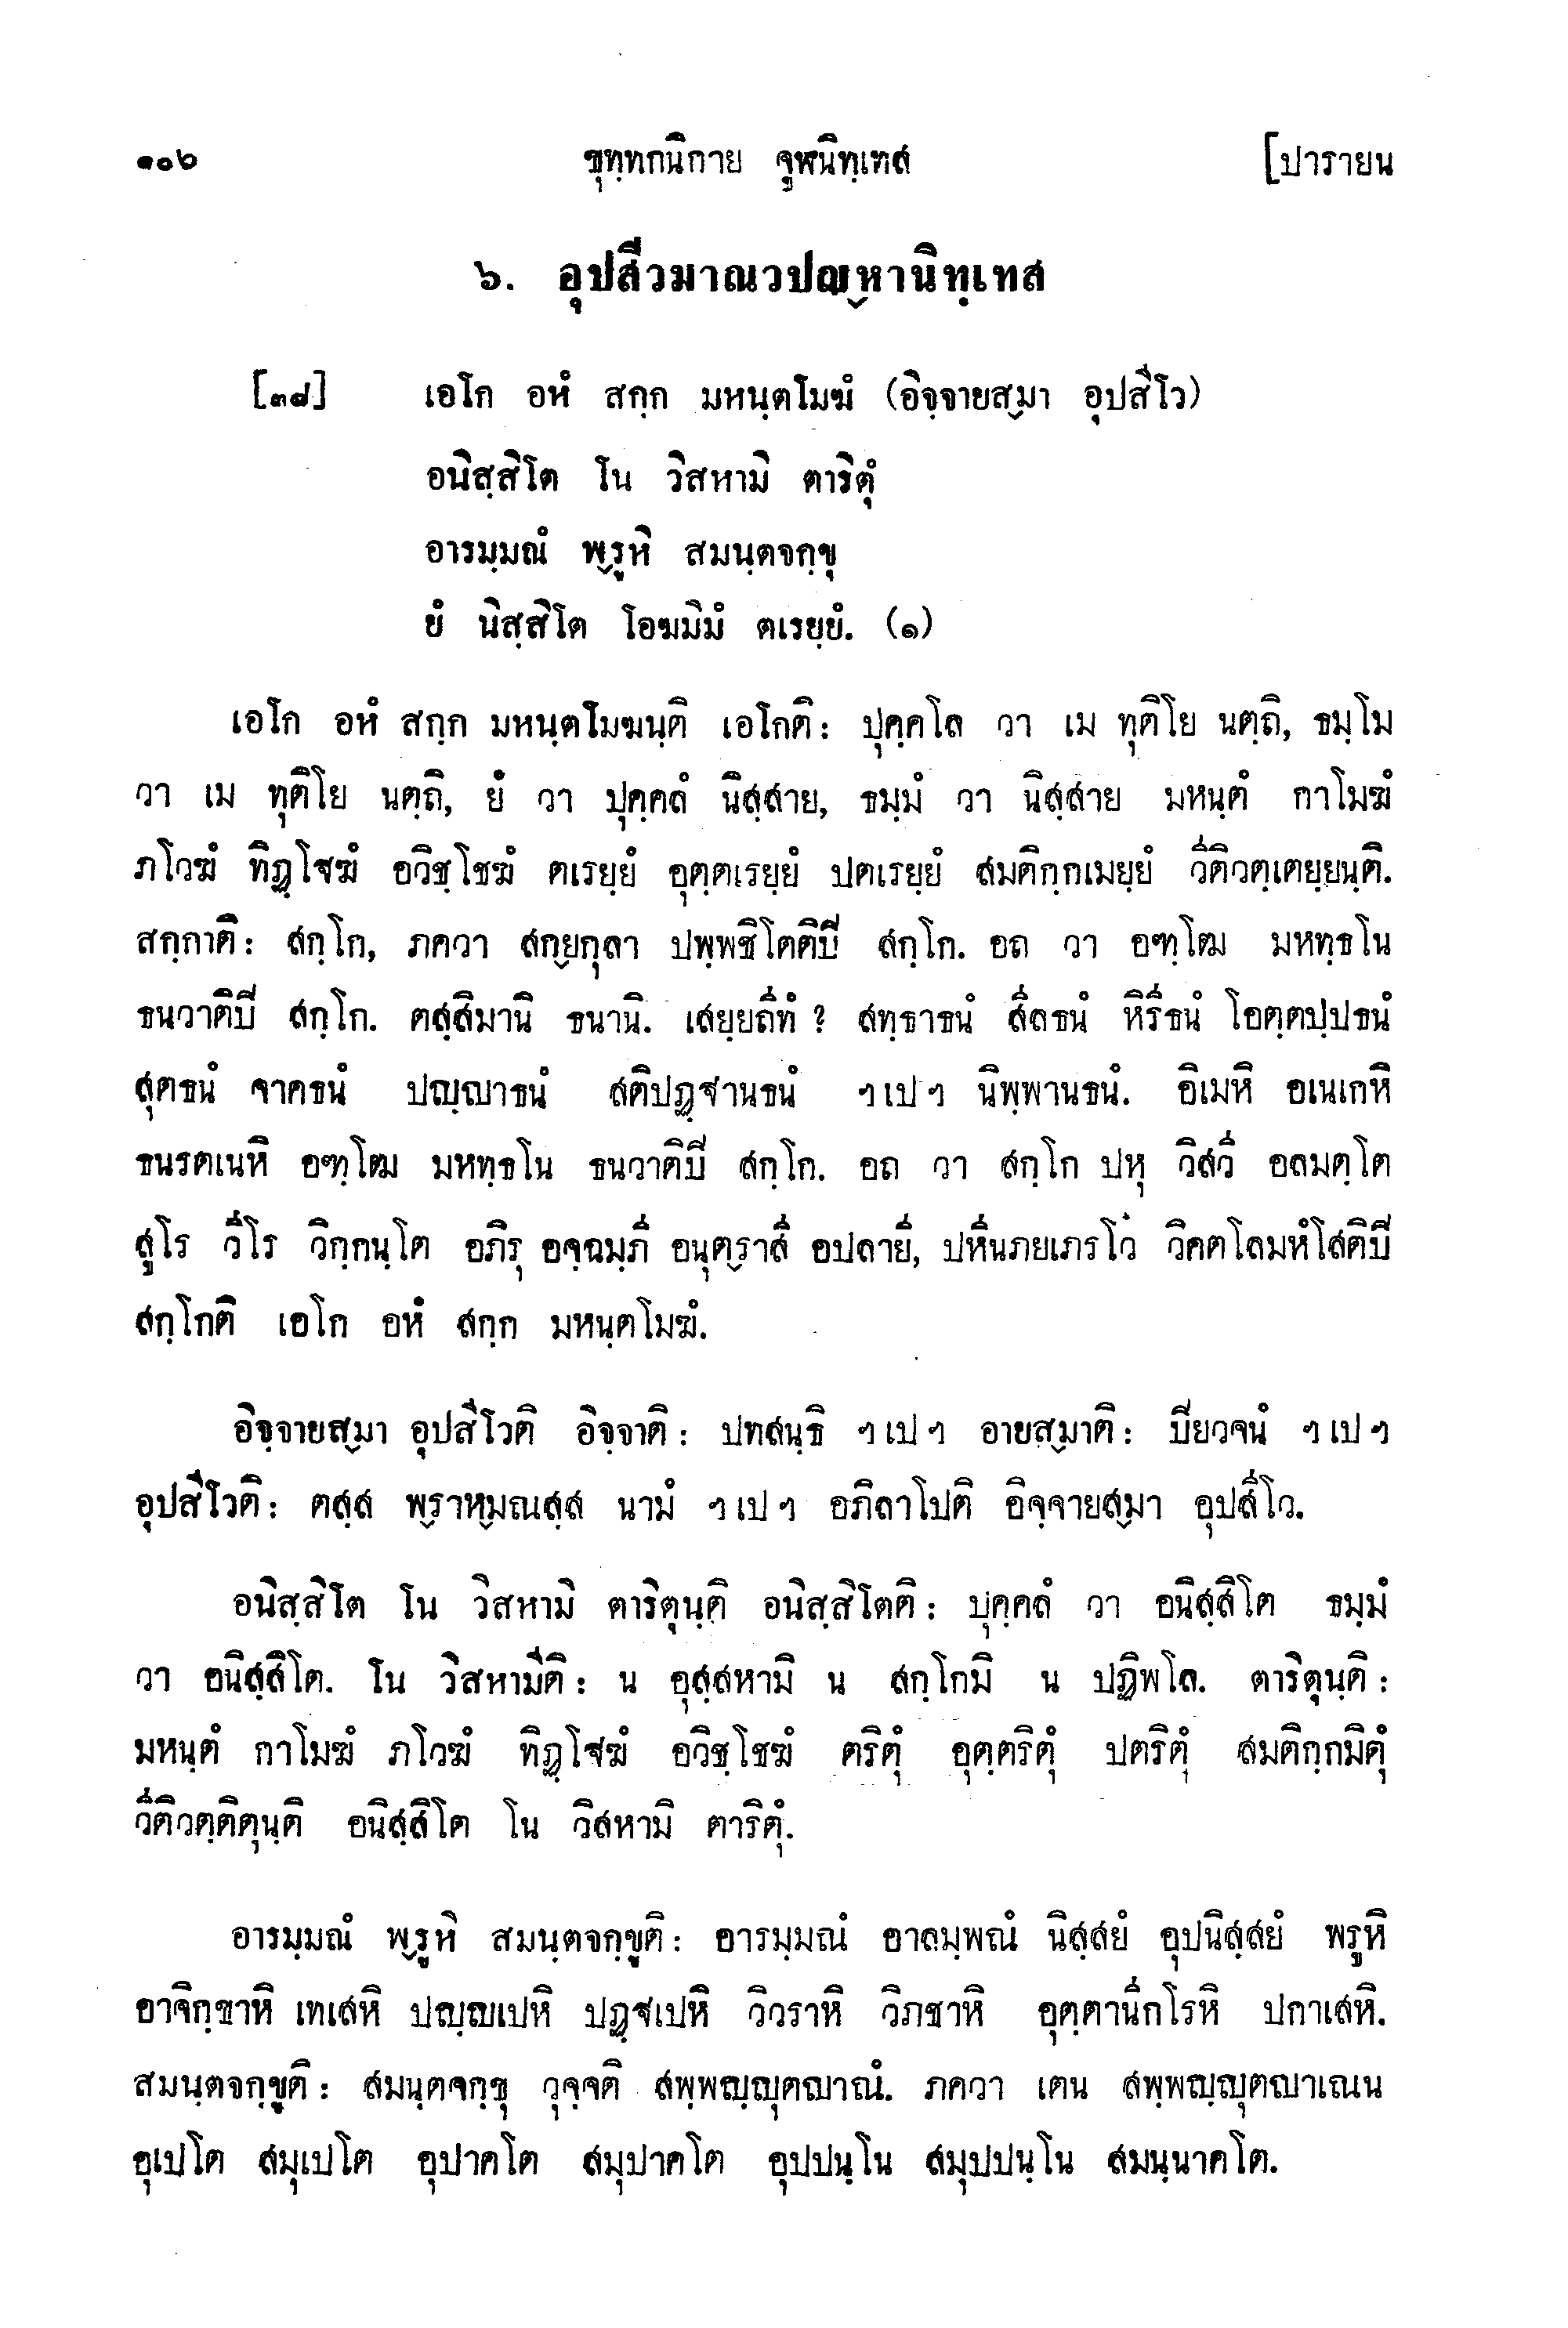 ๑๐๖ ขุทฺทกนิกาย จูฬนิทฺเทส [ปารายน
๖. อุปสีวมาณวปญฺหานิทฺเทส
[๓๘] เอโก อหํ สกฺก มหนฺตโมฆํ (อิจฺจายสฺมา อุปสีโว)
อนิสฺสิโต โน วิสหามิ ตาริตุํ
อารมฺมณํ พฺรูหิ สมนฺตจกฺขุ
ยํ นิสฺสิโต โอฆมิมํ ตเรยฺยํ. (๑)
เอโก อหํ สกฺก มหนฺตโมฆนฺติ เอโกติ: ปุคฺคโล วา เม ทุติโย นตฺถิ, ธมฺโม
วา เม ทุติโย นตฺถิ, ยํ วา ปุคฺคลํ นิสฺสาย, ธมฺมํ วา นิสฺสาย มหนฺตํ กาโมฆํ
ภโวฆํ ทิฏฺโฐฆํ อวิชฺโชฆํ ตเรยฺยํ อุตฺตเรยฺยํ ปตเรยฺยํ สมติกฺกเมยฺยํ วีติวตฺเตยฺยนฺติ.
สกฺกาติ: สกฺโก, ภควา สกฺยกุลา ปพฺพชิโตติปี สกฺโก. อถ วา อฑฺโฒ มหทฺธโน
ธนวาติปี สกฺโก. ตสฺสิมานิ ธนานิ. เสยฺยถีทํ ? สทฺธาธนํ สีลธนํ หิรีธนํ โอตฺตปฺปธนํ
สุตธนํ จาคธนํ ปญฺญาธนํ สติปฏฺฐานธนํ ฯเปฯ นิพฺพานธนํ. อิเมหิ อเนเกหิ
ธนรตเนหิ อฑฺโฒ มหทฺธโน ธนวาติปี สกฺโก. อถ วา สกฺโก ปหุ วิสวี อลมตฺโต
สูโร วีโร วิกฺกนฺโต อภิรุ อจฺฉมฺภี อนุตฺราสี อปลายี, ปหีนภยเภรโว วิคตโลมหํโสติปี
สกฺโกติ เอโก อหํ สกฺก มหนฺตโมฆํ.
อิจฺจายสฺมา อุปสีโวติ อิจฺจาติ: ปทสนฺธิ ฯเปฯ อายสฺมาติ: ปิยวจนํ ฯเปฯ
อุปสีโวติ: ตสฺส พฺราหฺมณสฺส นามํ ฯเปฯ อภิลาโปติ อิจฺจายสฺมา อุปสีโว.
อนิสฺสิโต โน วิสหามิ ตาริตุนฺติ อนิสฺสิโตติ: ปุคฺคลํ วา อนิสฺสิโต ธมฺมํ
วา อนิสฺสิโต. โน วิสหามีติ: น อุสฺสหามิ น สกฺโกมิ น ปฏิพโล. ตาริตุนฺติ:
มหนฺตํ กาโมฆํ ภโวฆํ ทิฏฺโฐฆํ อวิชฺโชฆํ ตริตุํ อุตฺตริตุํ ปตริตุํ สมติกฺกมิตุํ
วีติวตฺติตุนฺติ อนิสฺสิโต โน วิสหามิ ตาริตุํ.
อารมฺมณํ พฺรูหิ สมนฺตจกฺขูติ: อารมฺมณํ อาลมฺพณํ นิสฺสยํ อุปนิสฺสยํ พรูหิ
อาจิกฺขาหิ เทเสหิ ปญฺญเปหิ ปฏฺฐเปหิ วิวราหิ วิภชาหิ อุตฺตานีกโรหิ ปกาเสหิ.
สมนฺตจกฺขูติ: สมนฺตจกฺขุ วุจฺจติ สพฺพญฺญุตญาณํ. ภควา เตน สพฺพญฺญุตญาเณน
อุเปโต สมุเปโต อุปาคโต สมุปาคโต อุปปนฺโน สมุปปนฺโน สมนฺนาคโต.